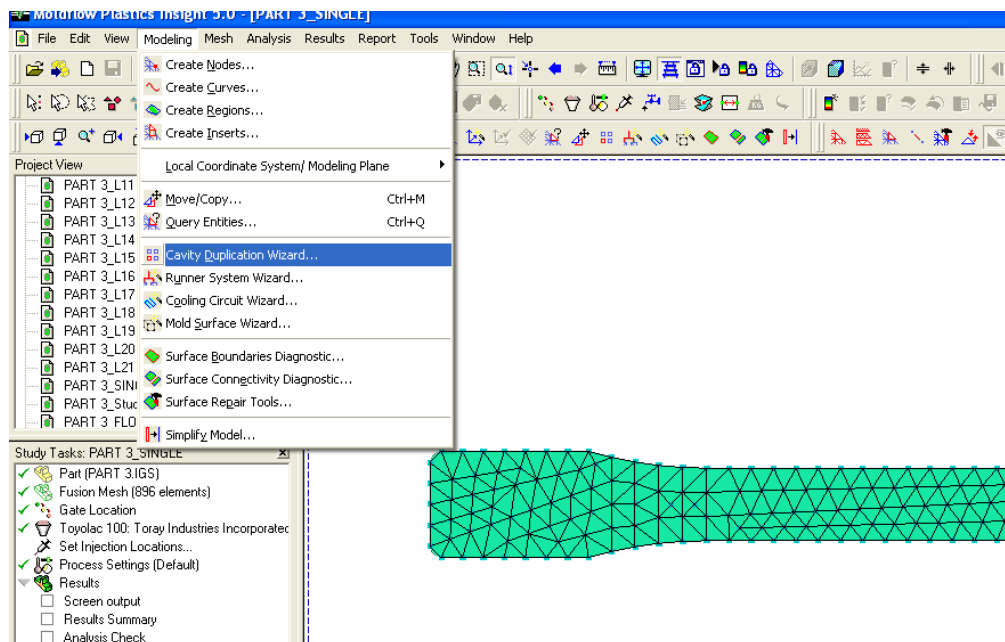 Moldflow Plastics Insight 5.0 - [PART 3_SINGLE]
File Edit View Modeling Mesh Analysis Results Report Tools Window Help
Create Nodes...
Create Curves...
Create Regions...
Create Inserts...
Local Coordinate System/ Modeling Plane
Move/Copy... Ctrl+M
Query Entities... Ctrl+Q
Cavity Duplication Wizard...
Runner System Wizard...
Cooling Circuit Wizard...
Mold Surface Wizard...
Surface Boundaries Diagnostic...
Surface Connectivity Diagnostic...
Surface Repair Tools...
Simplify Model...
Project View
PART 3_L11
PART 3_L12
PART 3_L13
PART 3_L14
PART 3_L15
PART 3_L16
PART 3_L17
PART 3_L18
PART 3_L19
PART 3_L20
PART 3_L21
PART 3_SIN
PART 3_Stud
PART 3 FLO
Study Tasks: PART 3_SINGLE
Part (PART 3.IGS)
Fusion Mesh (896 elements)
Gate Location
Toyolac 100: Toray Industries Incorporated
Set Injection Locations...
Process Settings (Default)
Results
Screen output
Results Summary
Analysis Check